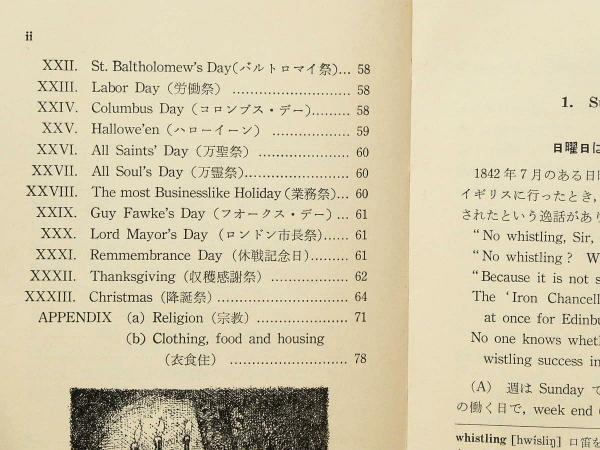 ii
XXII. St. Baltholomew's Day(バルトロマイ祭)... 58
XXIII. Labor Day (労働祭) ........................ 58
XXIV. Columbus Day (コロンブス・デー)......... 58
XXV. Hallowe'en (ハローイーン) .................. 59
XXVI. All Saints' Day (万聖祭) .................. 60
XXVII. All Soul's Day (万霊祭)..................... 60
XXVIII. The most Businesslike Holiday(業務祭)... 60
XXIX. Guy Fawke's Day (フオークス・デー) ... 61
XXX. Lord Mayor's Day (ロンドン市長祭)...... 61
XXXI. Remmembrance Day (休戦記念日)......... 61
XXXII. Thanksgiving (収穫感謝祭) ............... 62
XXXIII. Christmas (降誕祭) ........................ 64
APPENDIX (a) Religion (宗教) .................. 71
(b) Clothing, food and housing
(衣食住) ..................... 78
1. S
日曜日は
1842年7月のある日
イギリスに行ったとき,
されたという逸話があり
"No whistling, Sir,
"No whistling? W
"Because it is not s
The 'Iron Chancell
at once for Edinbu
No one knows wheth
wistling success in
(A) 週は Sunday で
の働く日で, week end
whistling [hwísliŋ] 口笛を